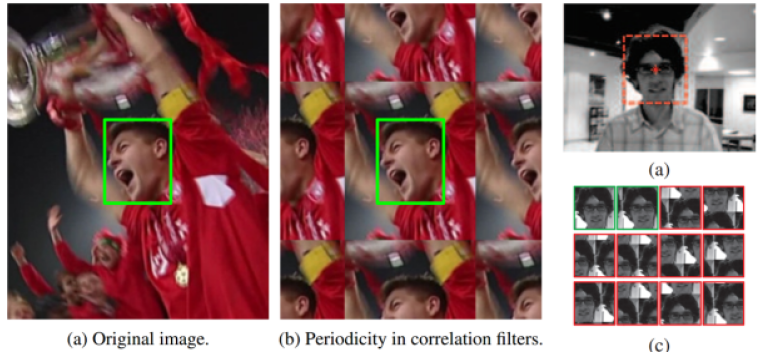 (a)
(a) Original image.
(b) Periodicity in correlation filters.
(c)